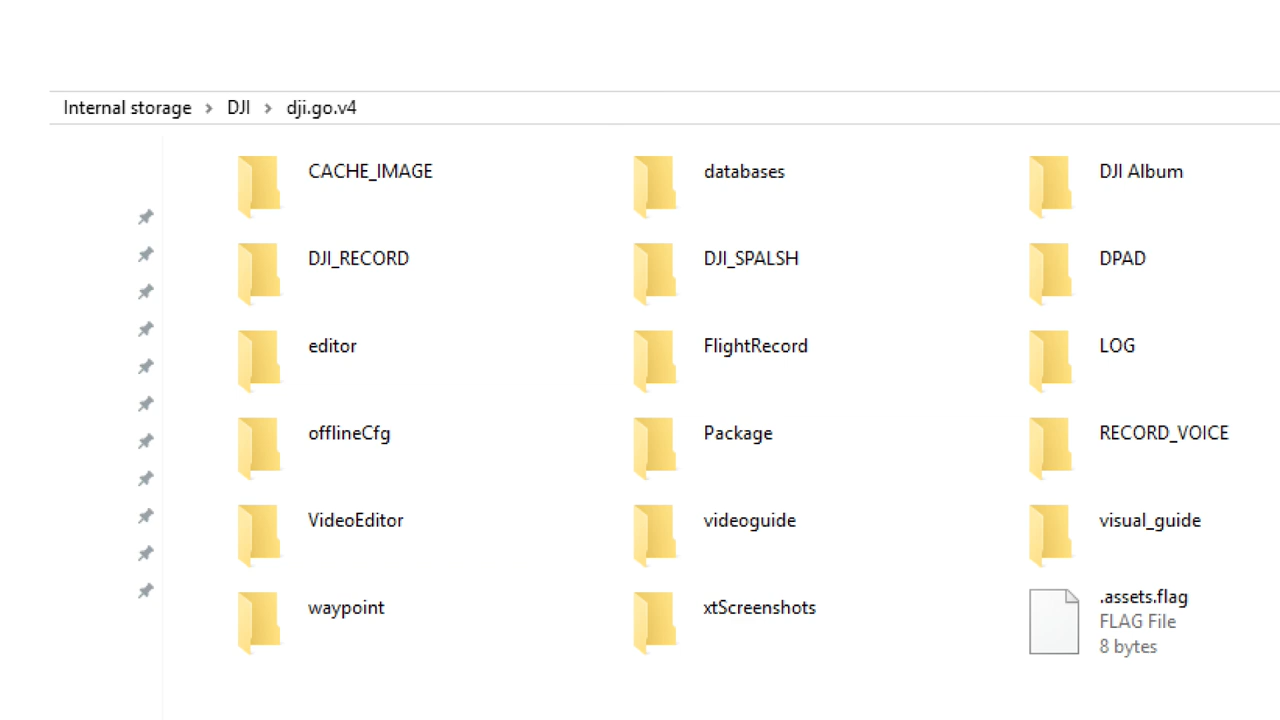 Internal storage > DJI > dji.go.v4
CACHE_IMAGE
databases
DJI Album
DJI_RECORD
DJI_SPALSH
DPAD
editor
FlightRecord
LOG
offlineCfg
Package
RECORD_VOICE
VideoEditor
videoguide
visual_guide
waypoint
xtScreenshots
.assets.flag
FLAG File
8 bytes